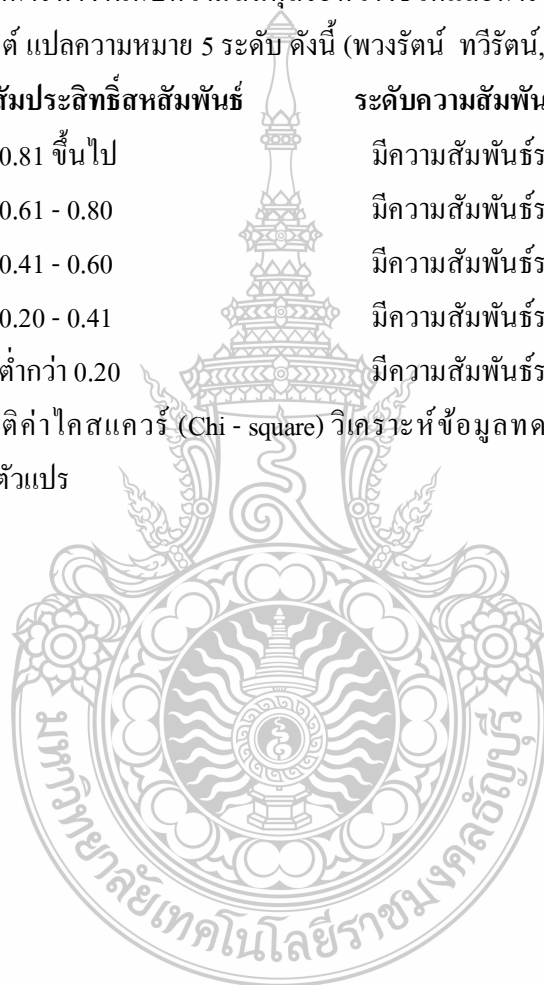 ต์ แปลความหมาย 5 ระดับ ดังนี้ (พวงรัตน์ ทวีรัตน์,
สัมประสิทธิ์สหสัมพันธ์ ระดับความสัมพัน
0.81 ขึ้นไป มีความสัมพันธ์ร
0.61 - 0.80 มีความสัมพันธ์ร
0.41 - 0.60 มีความสัมพันธ์ร
0.20 - 0.41 มีความสัมพันธ์ร
ต่ำกว่า 0.20 มีความสัมพันธ์ร
ติค่าไคสแควร์ (Chi - square) วิเคราะห์ข้อมูลทด
ตัวแปร
มหาวิทยาลัยเทคโนโลยีราชมงคลธัญบุรี